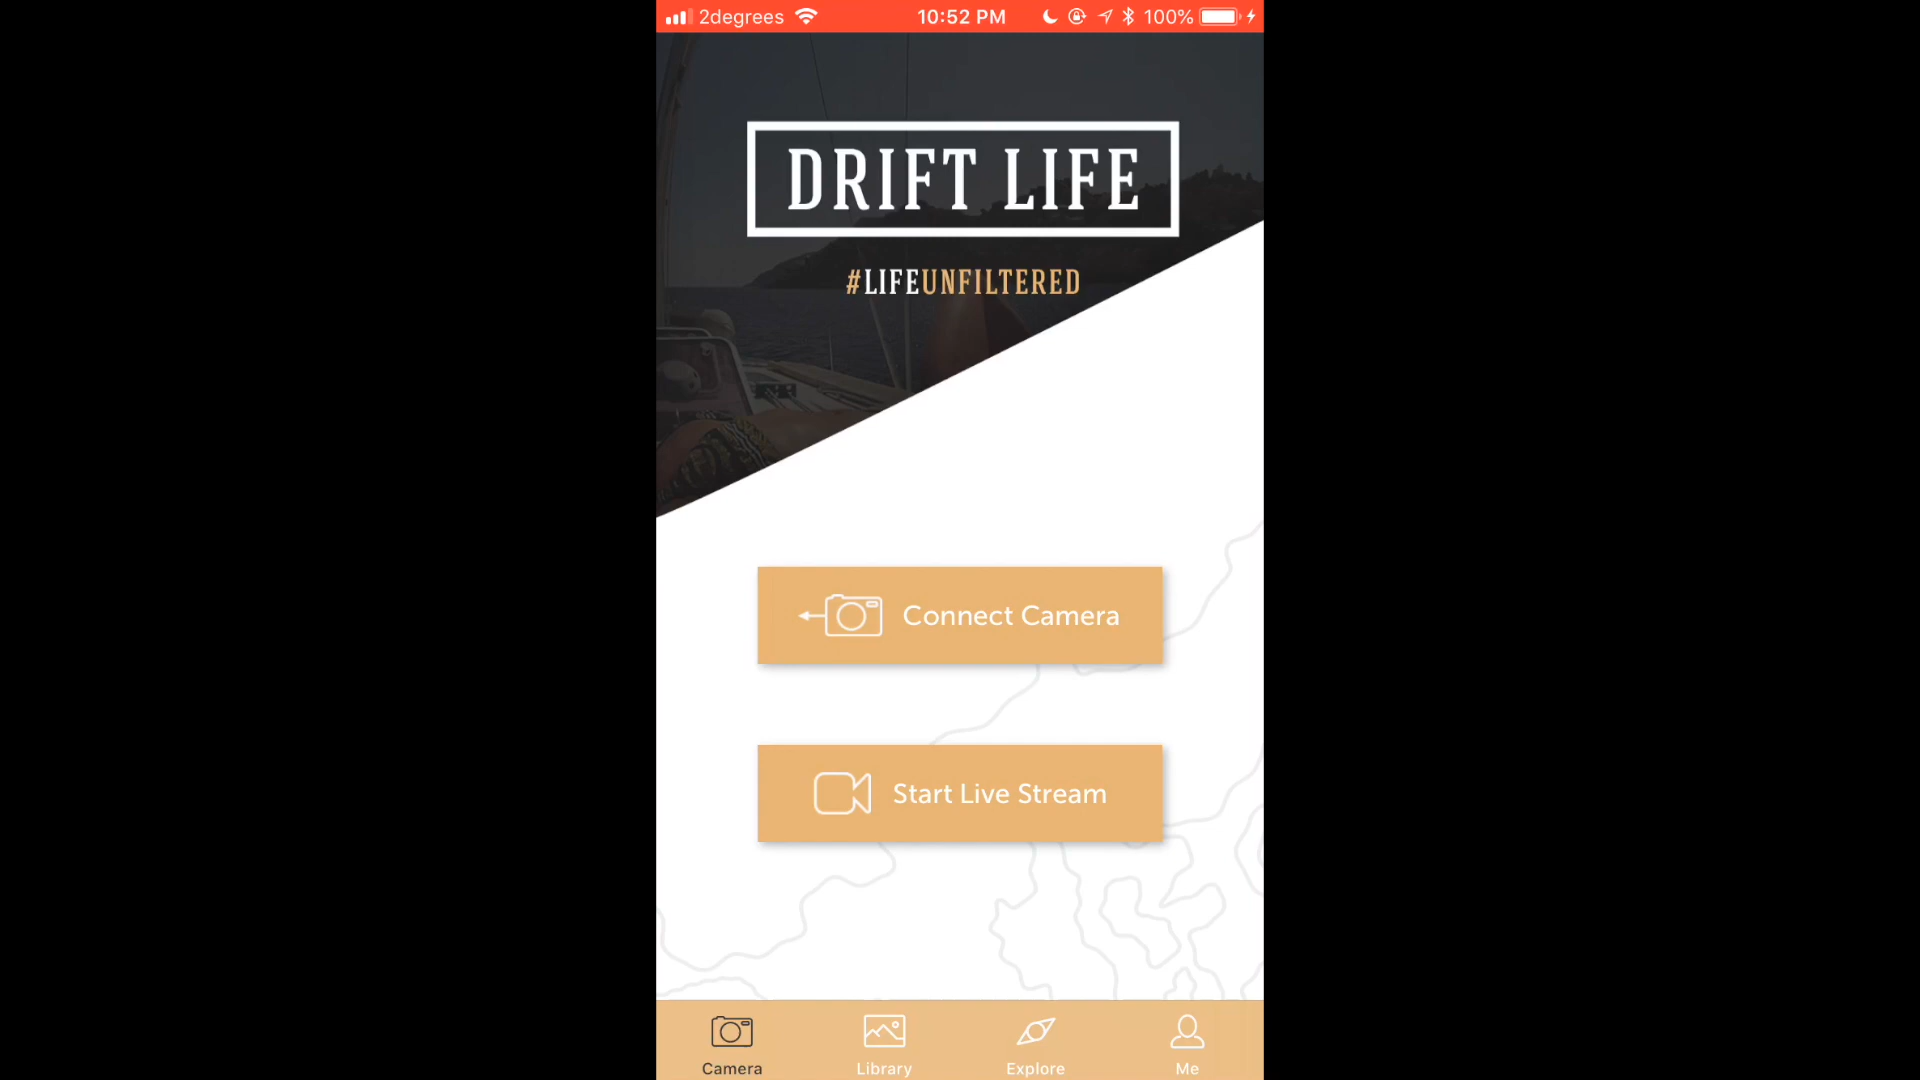 2degrees 10:52 PM 100%
DRIFT LIFE
#LIFEUNFILTERED
Connect Camera
Start Live Stream
Camera Library Explore Me